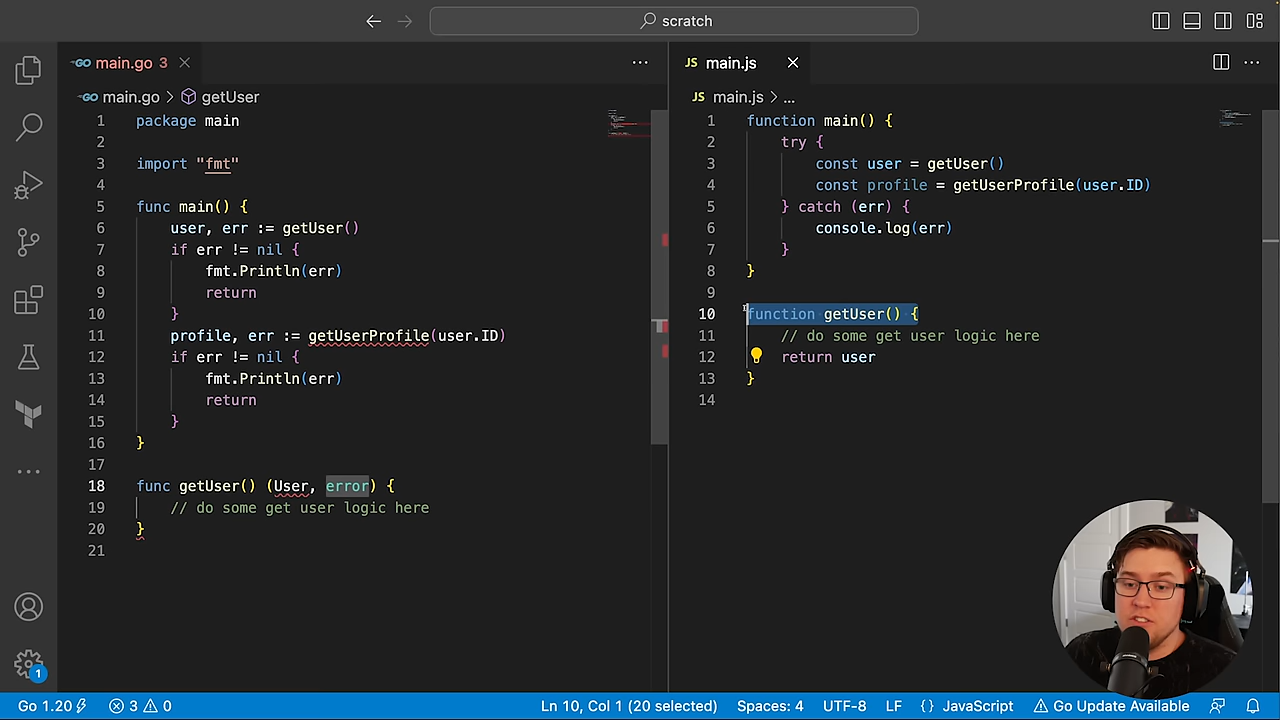 scratch
GO main.go 3
GO main.go > getUser
1 package main
2
3 import "fmt"
4
5 func main() {
6 user, err := getUser()
7 if err != nil {
8 fmt.Println(err)
9 return
10 }
11 profile, err := getUserProfile(user.ID)
12 if err != nil {
13 fmt.Println(err)
14 return
15 }
16 }
17
18 func getUser() (User, error) {
19 // do some get user logic here
20 }
21
JS main.js
JS main.js > ...
1 function main() {
2 try {
3 const user = getUser()
4 const profile = getUserProfile(user.ID)
5 } catch (err) {
6 console.log(err)
7 }
8 }
9
10 function getUser() {
11 // do some get user logic here
12 return user
13 }
14
1
Go 1.20 3 0 Ln 10, Col 1 (20 selected) Spaces: 4 UTF-8 LF {} JavaScript Go Update Available